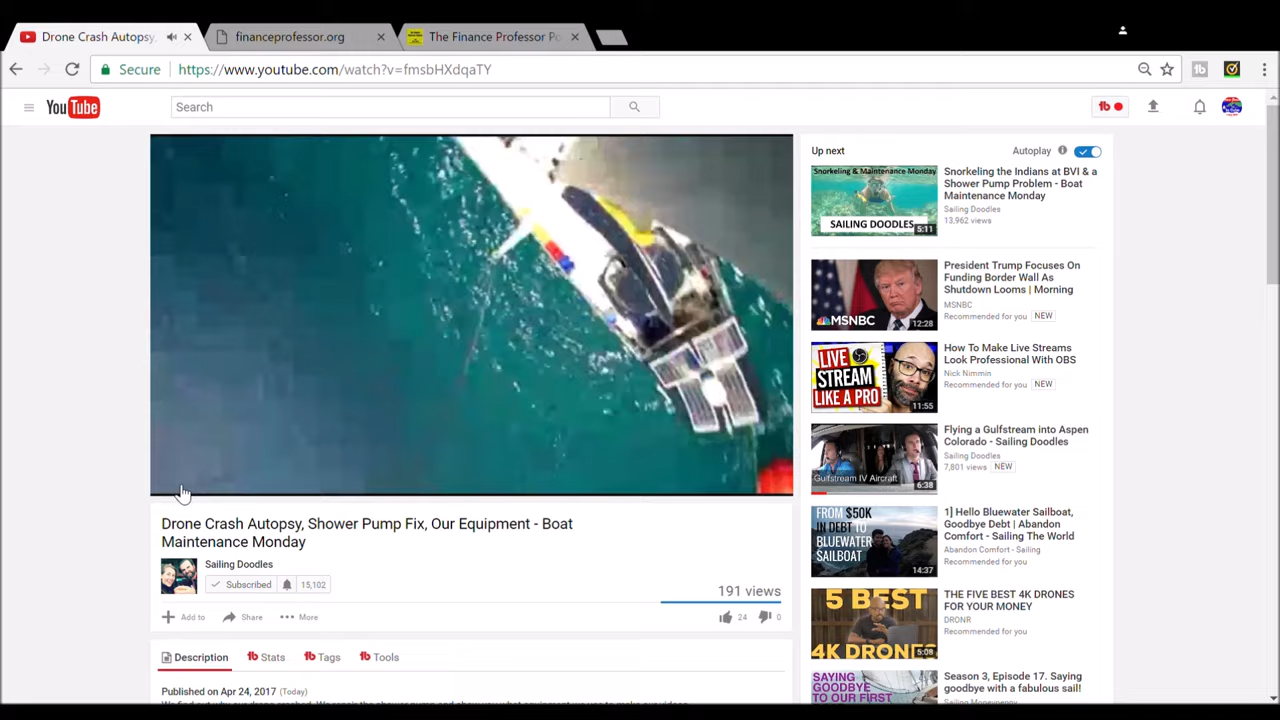 Drone Crash Autopsy,
financeprofessor.org
The Finance Professor Po
Secure
https://www.youtube.com/watch?v=fmsbHXdqaTY
YouTube
Search
tb
Up next
Autoplay
Snorkeling & Maintenance Monday
SAILING DOODLES
5:11
Snorkeling the Indians at BVI & a
Shower Pump Problem - Boat
Maintenance Monday
Sailing Doodles
13,962 views
MSNBC
12:28
President Trump Focuses On
Funding Border Wall As
Shutdown Looms | Morning
MSNBC
Recommended for you
NEW
LIVE
STREAM
LIKE A PRO
11:55
How To Make Live Streams
Look Professional With OBS
Nick Nimmin
Recommended for you
NEW
Gulfstream IV Aircraft
6:38
Flying a Gulfstream into Aspen
Colorado - Sailing Doodles
Sailing Doodles
7,801 views
NEW
FROM $50K
IN DEBT TO
BLUEWATER
SAILBOAT
14:37
1] Hello Bluewater Sailboat,
Goodbye Debt | Abandon
Comfort - Sailing The World
Abandon Comfort - Sailing
Recommended for you
5 BEST
4K DRONES
5:08
THE FIVE BEST 4K DRONES
FOR YOUR MONEY
DRONR
Recommended for you
SAYING
GOODBYE
TO OUR FIRST
Season 3, Episode 17. Saying
goodbye with a fabulous sail!
Drone Crash Autopsy, Shower Pump Fix, Our Equipment - Boat
Maintenance Monday
Sailing Doodles
Subscribed
15,102
191 views
Add to
Share
More
24
0
Description
tb Stats
tb Tags
tb Tools
Published on Apr 24, 2017 (Today)